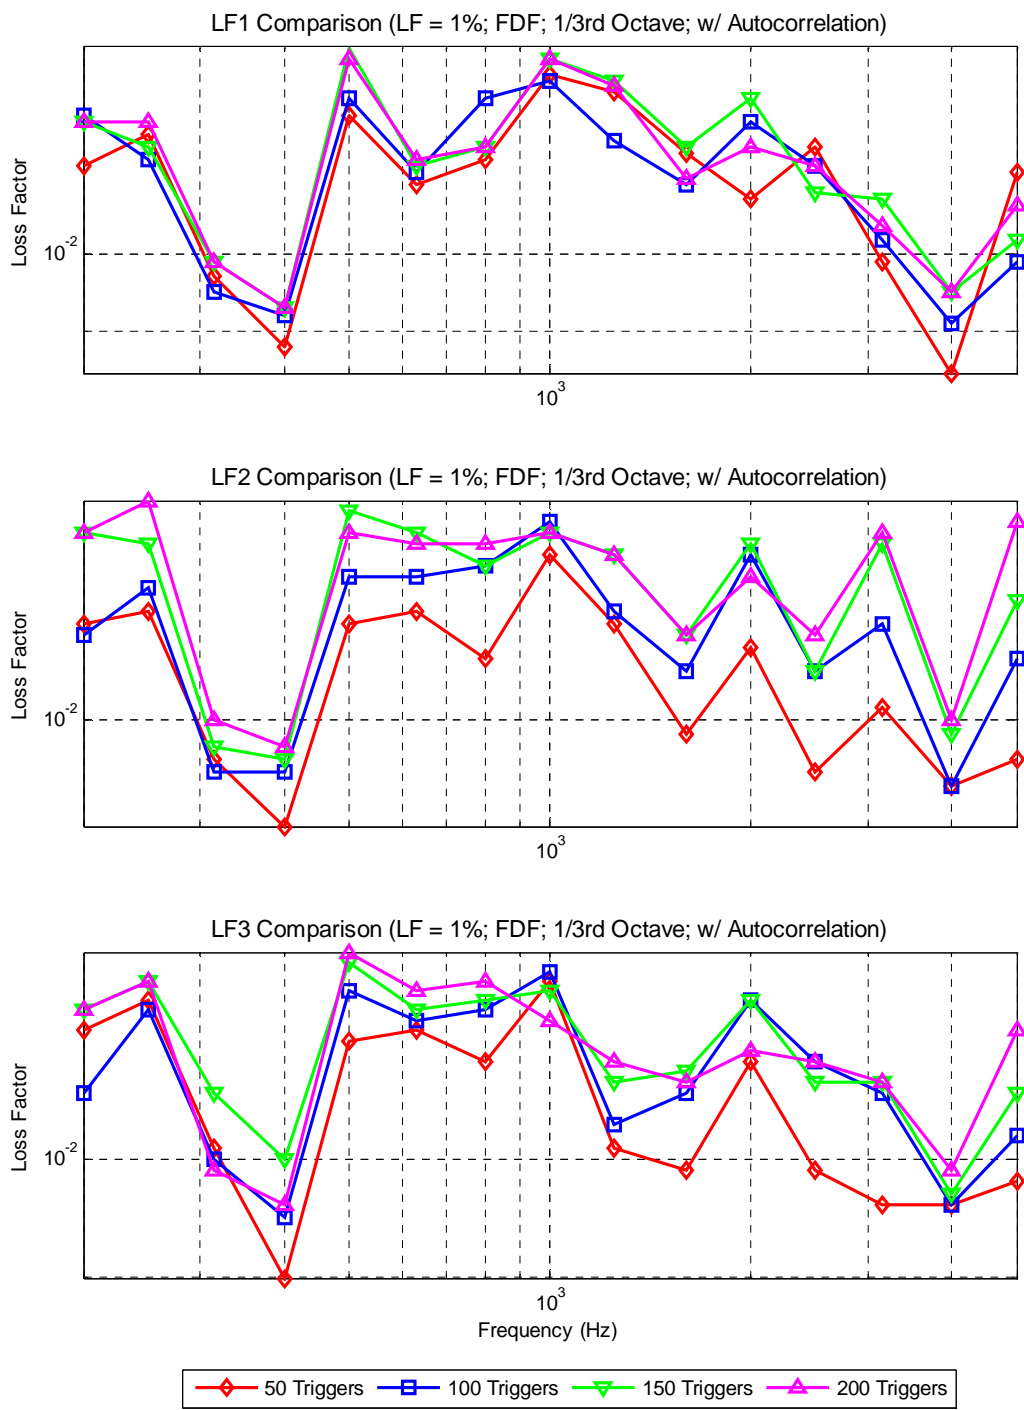 LF1 Comparison (LF = 1%; FDF; 1/3rd Octave; w/ Autocorrelation)
Loss Factor
10^-2
10^3
LF2 Comparison (LF = 1%; FDF; 1/3rd Octave; w/ Autocorrelation)
Loss Factor
10^-2
10^3
LF3 Comparison (LF = 1%; FDF; 1/3rd Octave; w/ Autocorrelation)
Loss Factor
10^-2
10^3
Frequency (Hz)
50 Triggers 100 Triggers 150 Triggers 200 Triggers